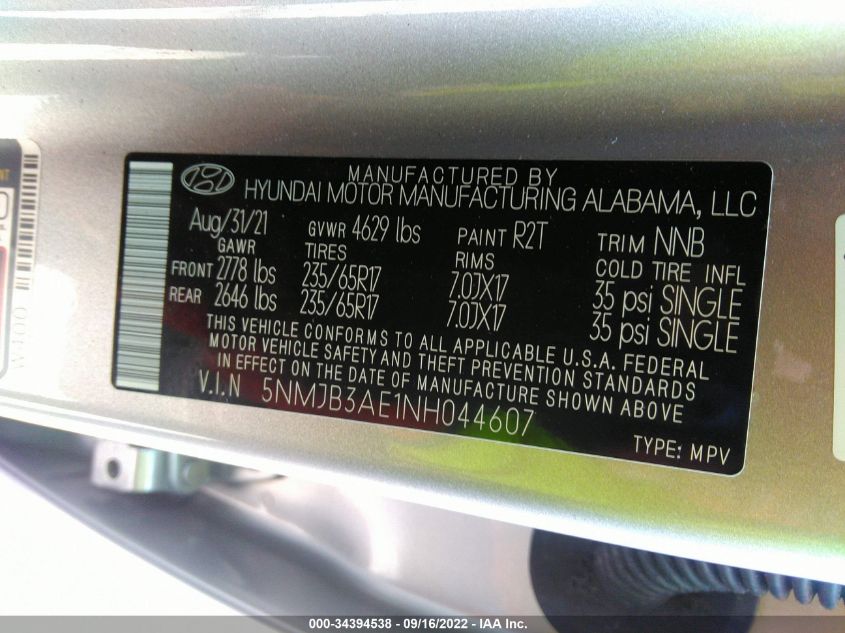 MANUFACTURED BY
HYUNDAI MOTOR MANUFACTURING ALABAMA, LLC
Aug/31/21 GVWR 4629 lbs PAINT R2T TRIM NNB
GAWR TIRES RIMS COLD TIRE INFL
FRONT 2778 lbs 235/65R17 7.0JX17 35 psi SINGLE
REAR 2646 lbs 235/65R17 7.0JX17 35 psi SINGLE
THIS VEHICLE CONFORMS TO ALL APPLICABLE U.S.A. FEDERAL
MOTOR VEHICLE SAFETY AND THEFT PREVENTION STANDARDS
IN EFFECT ON THE DATE OF MANUFACTURE SHOWN ABOVE
V.I.N 5NMJB3AE1NH044607
TYPE: MPV
000-34394538 - 09/16/2022 - IAA Inc.